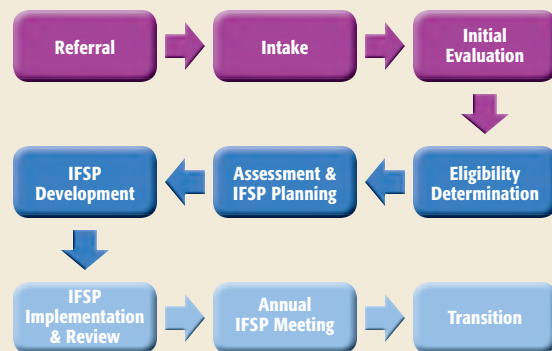 Referral
Intake
Initial
Evaluation
IFSP
Development
Assessment &
IFSP Planning
Eligibility
Determination
IFSP
Implementation
& Review
Annual
IFSP Meeting
Transition